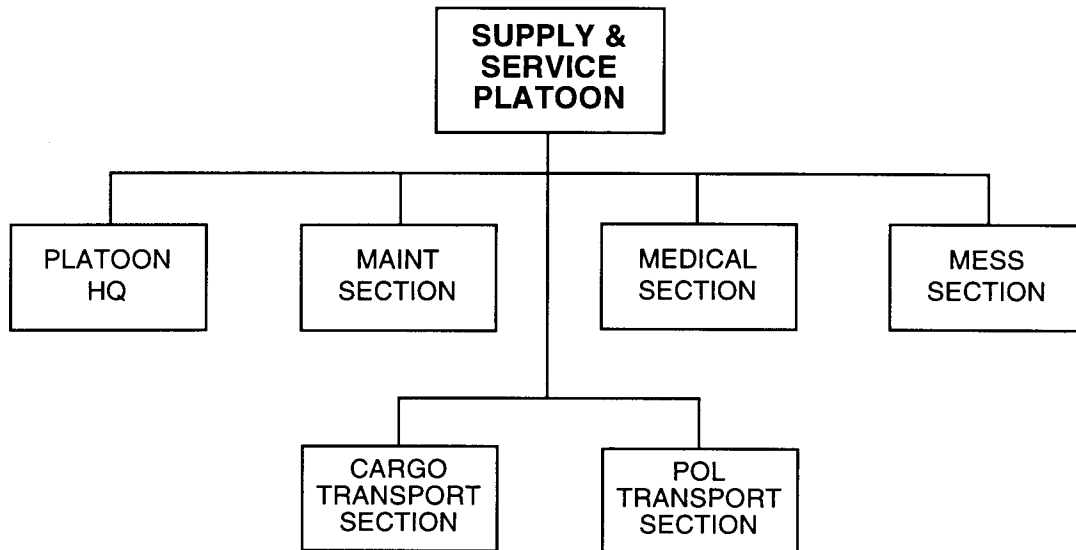 SUPPLY &
SERVICE
PLATOON
PLATOON
HQ
MAINT
SECTION
MEDICAL
SECTION
MESS
SECTION
CARGO
TRANSPORT
SECTION
POL
TRANSPORT
SECTION